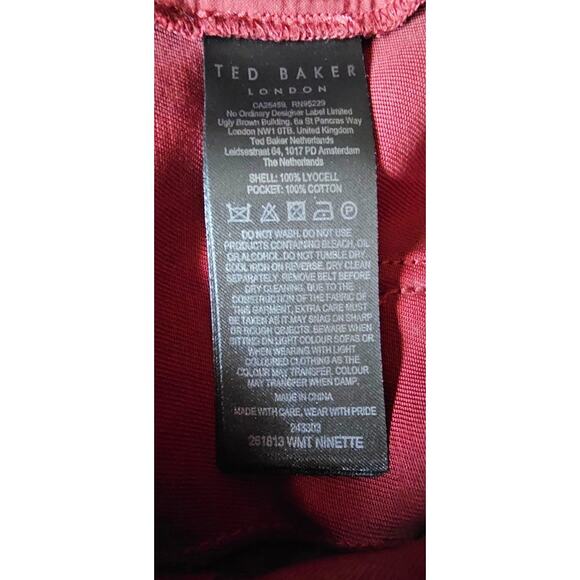 TED BAKER
LONDON
CA25459, RN95229
No Ordinary Designer Label Limited
Ugly Brown Building. 6a St Pancras Way
London NW1 0TB. United Kingdom
Ted Baker Netherlands
Leidsestraat 64, 1017 PD Amsterdam
The Netherlands
SHELL: 100% LYOCELL
POCKET: 100% COTTON
P
DO NOT WASH. DO NOT USE
PRODUCTS CONTAINING BLEACH, OIL
OR ALCOHOL. DO NOT TUMBLE DRY.
COOL IRON ON REVERSE. DRY CLEAN
SEPARATELY. REMOVE BELT BEFORE
DRY CLEANING. DUE TO THE
CONSTRUCTION OF THE FABRIC OF
THIS GARMENT, EXTRA CARE MUST
BE TAKEN AS IT MAY SNAG ON SHARP
OR ROUGH OBJECTS. BEWARE WHEN
SITTING ON LIGHT COLOUR SOFAS OR
WHEN WEARING WITH LIGHT
COLOURED CLOTHING AS THE
COLOUR MAY TRANSFER. COLOUR
MAY TRANSFER WHEN DAMP.
MADE IN CHINA
MADE WITH CARE, WEAR WITH PRIDE
243303
261813 WMT NINETTE